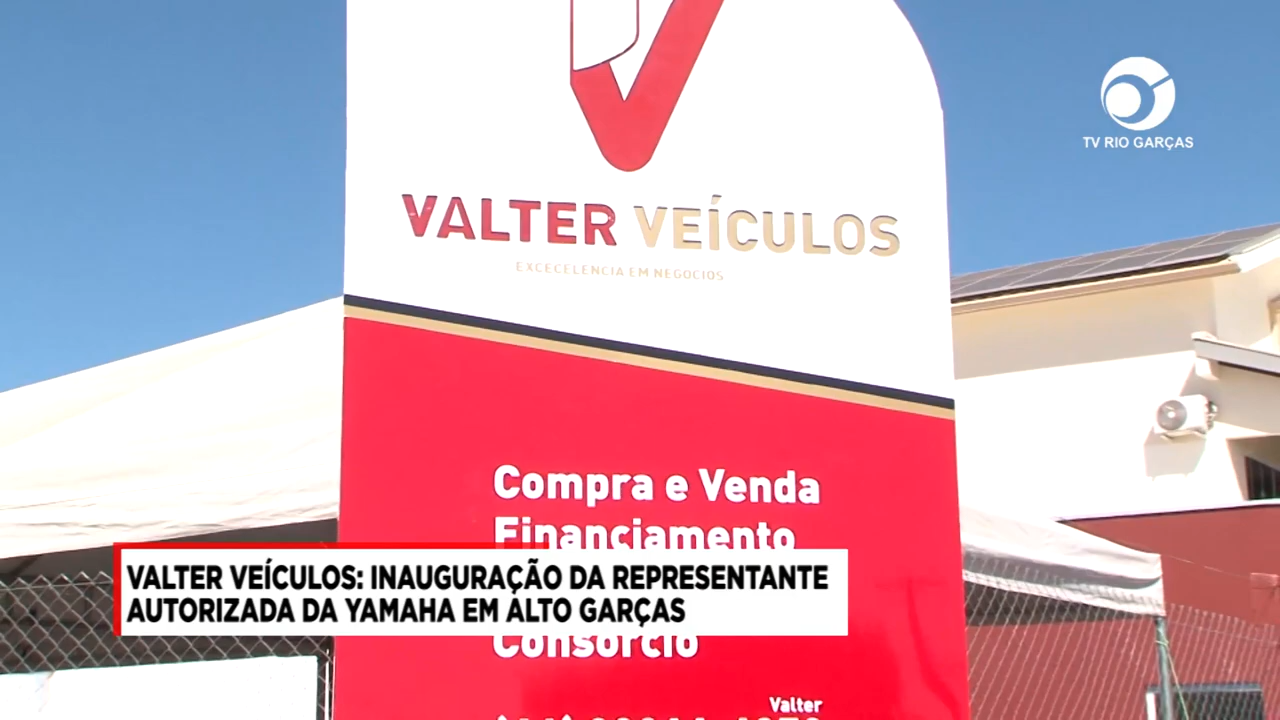 TV RIO GARÇAS
VALTER VEÍCULOS
EXCECELENCIA EM NEGOCIOS
Compra e Venda
Financiamento
VALTER VEÍCULOS: INAUGURAÇÃO DA REPRESENTANTE
AUTORIZADA DA YAMAHA EM ALTO GARÇAS
Consórcio
Valter